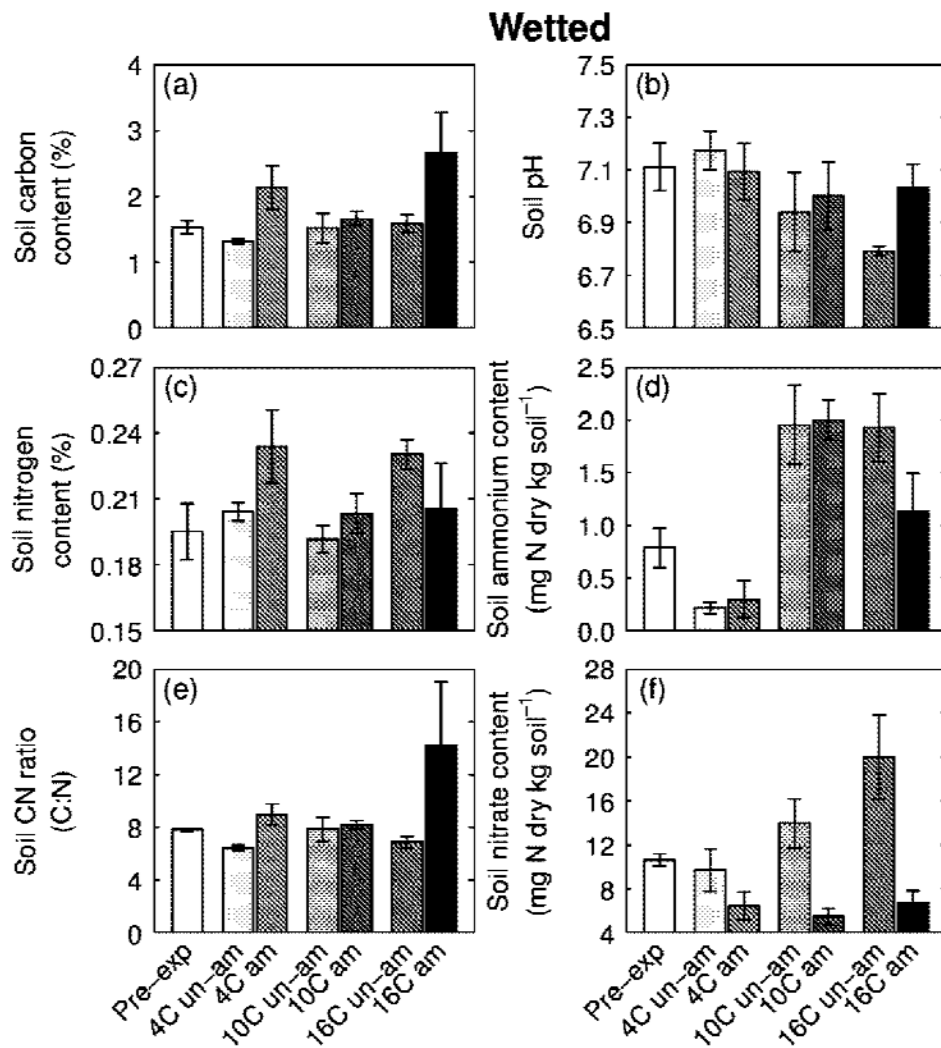 Wetted
(a)
Soil carbon
content (%)
4
3
2
1
0
(b)
Soil pH
7.5
7.3
7.1
6.9
6.7
6.5
(c)
Soil nitrogen
content (%)
0.27
0.24
0.21
0.18
0.15
(d)
Soil ammonium content
(mg N dry kg soil⁻¹)
2.5
2.0
1.5
1.0
0.5
0.0
(e)
Soil CN ratio
(C:N)
20
16
12
8
4
0
(f)
Soil nitrate content
(mg N dry kg soil⁻¹)
28
24
20
16
12
8
4
Pre−exp
4C un−am
4C am
10C un−am
10C am
16C un−am
16C am
Pre−exp
4C un−am
4C am
10C un−am
10C am
16C un−am
16C am